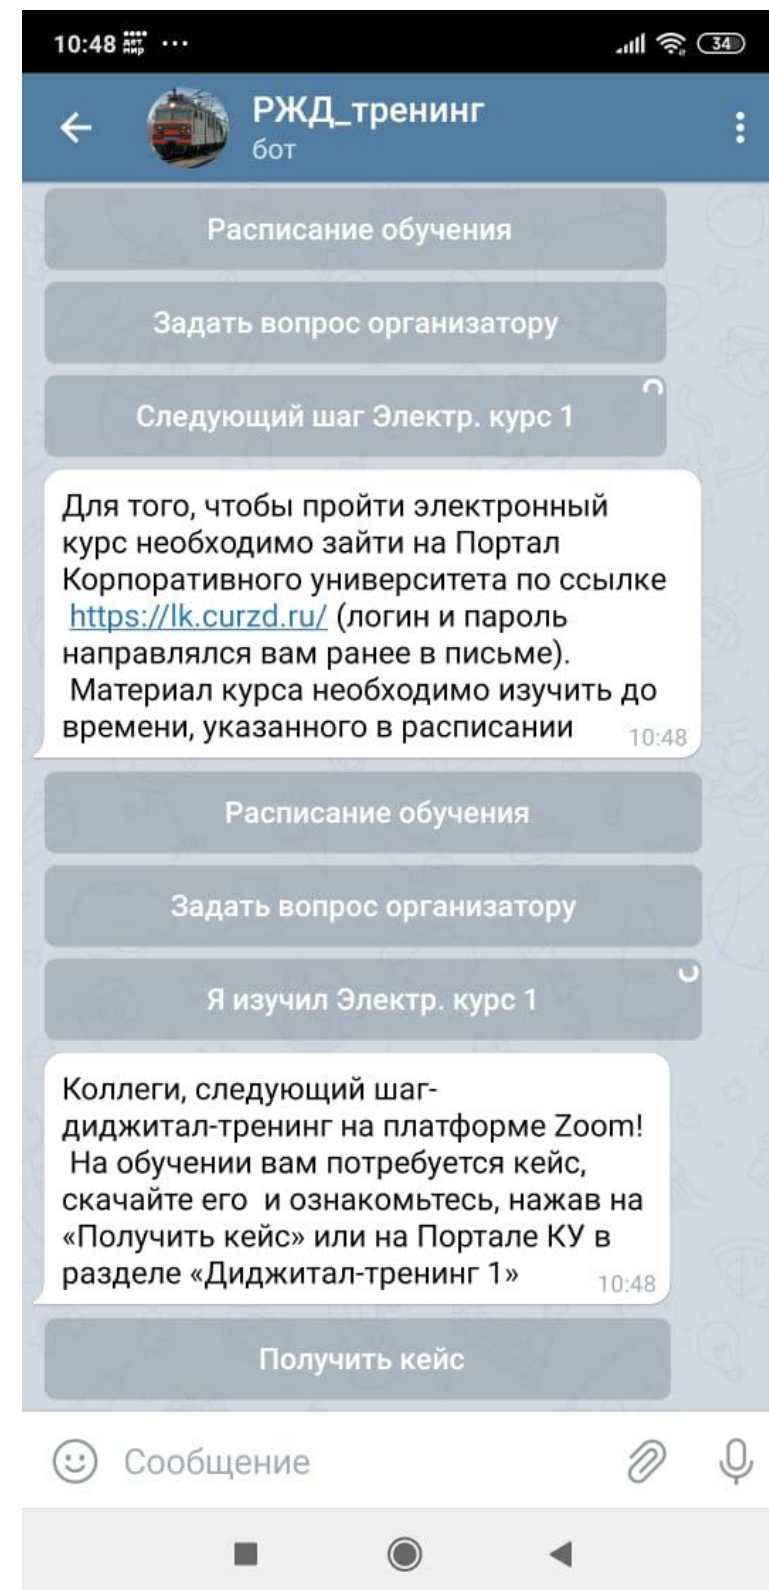 10:48 дет мир ...
34
РЖД_тренинг
бот
Расписание обучения
Задать вопрос организатору
Следующий шаг Электр. курс 1
Для того, чтобы пройти электронный
курс необходимо зайти на Портал
Корпоративного университета по ссылке
https://lk.curzd.ru/ (логин и пароль
направлялся вам ранее в письме).
Материал курса необходимо изучить до
времени, указанного в расписании
10:48
Расписание обучения
Задать вопрос организатору
Я изучил Электр. курс 1
Коллеги, следующий шаг-
диджитал-тренинг на платформе Zoom!
На обучении вам потребуется кейс,
скачайте его и ознакомьтесь, нажав на
«Получить кейс» или на Портале КУ в
разделе «Диджитал-тренинг 1»
10:48
Получить кейс
Сообщение